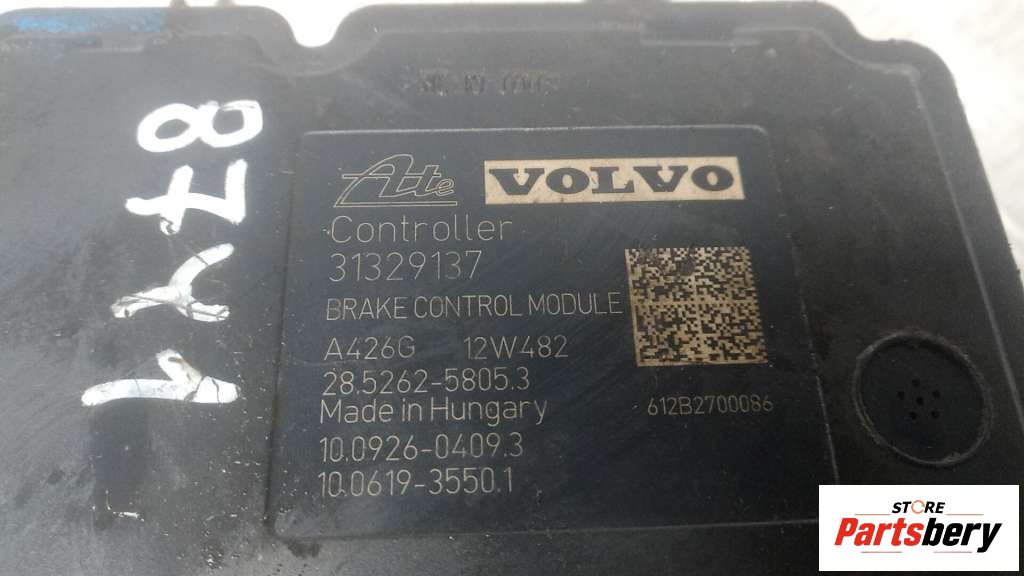 Ate VOLVO
Controller
31329137
BRAKE CONTROL MODULE
A426G 12W482
28.5262-5805.3
Made in Hungary
612B2700086
10.0926-0409.3
10.0619-3550.1
STORE
Partsbery